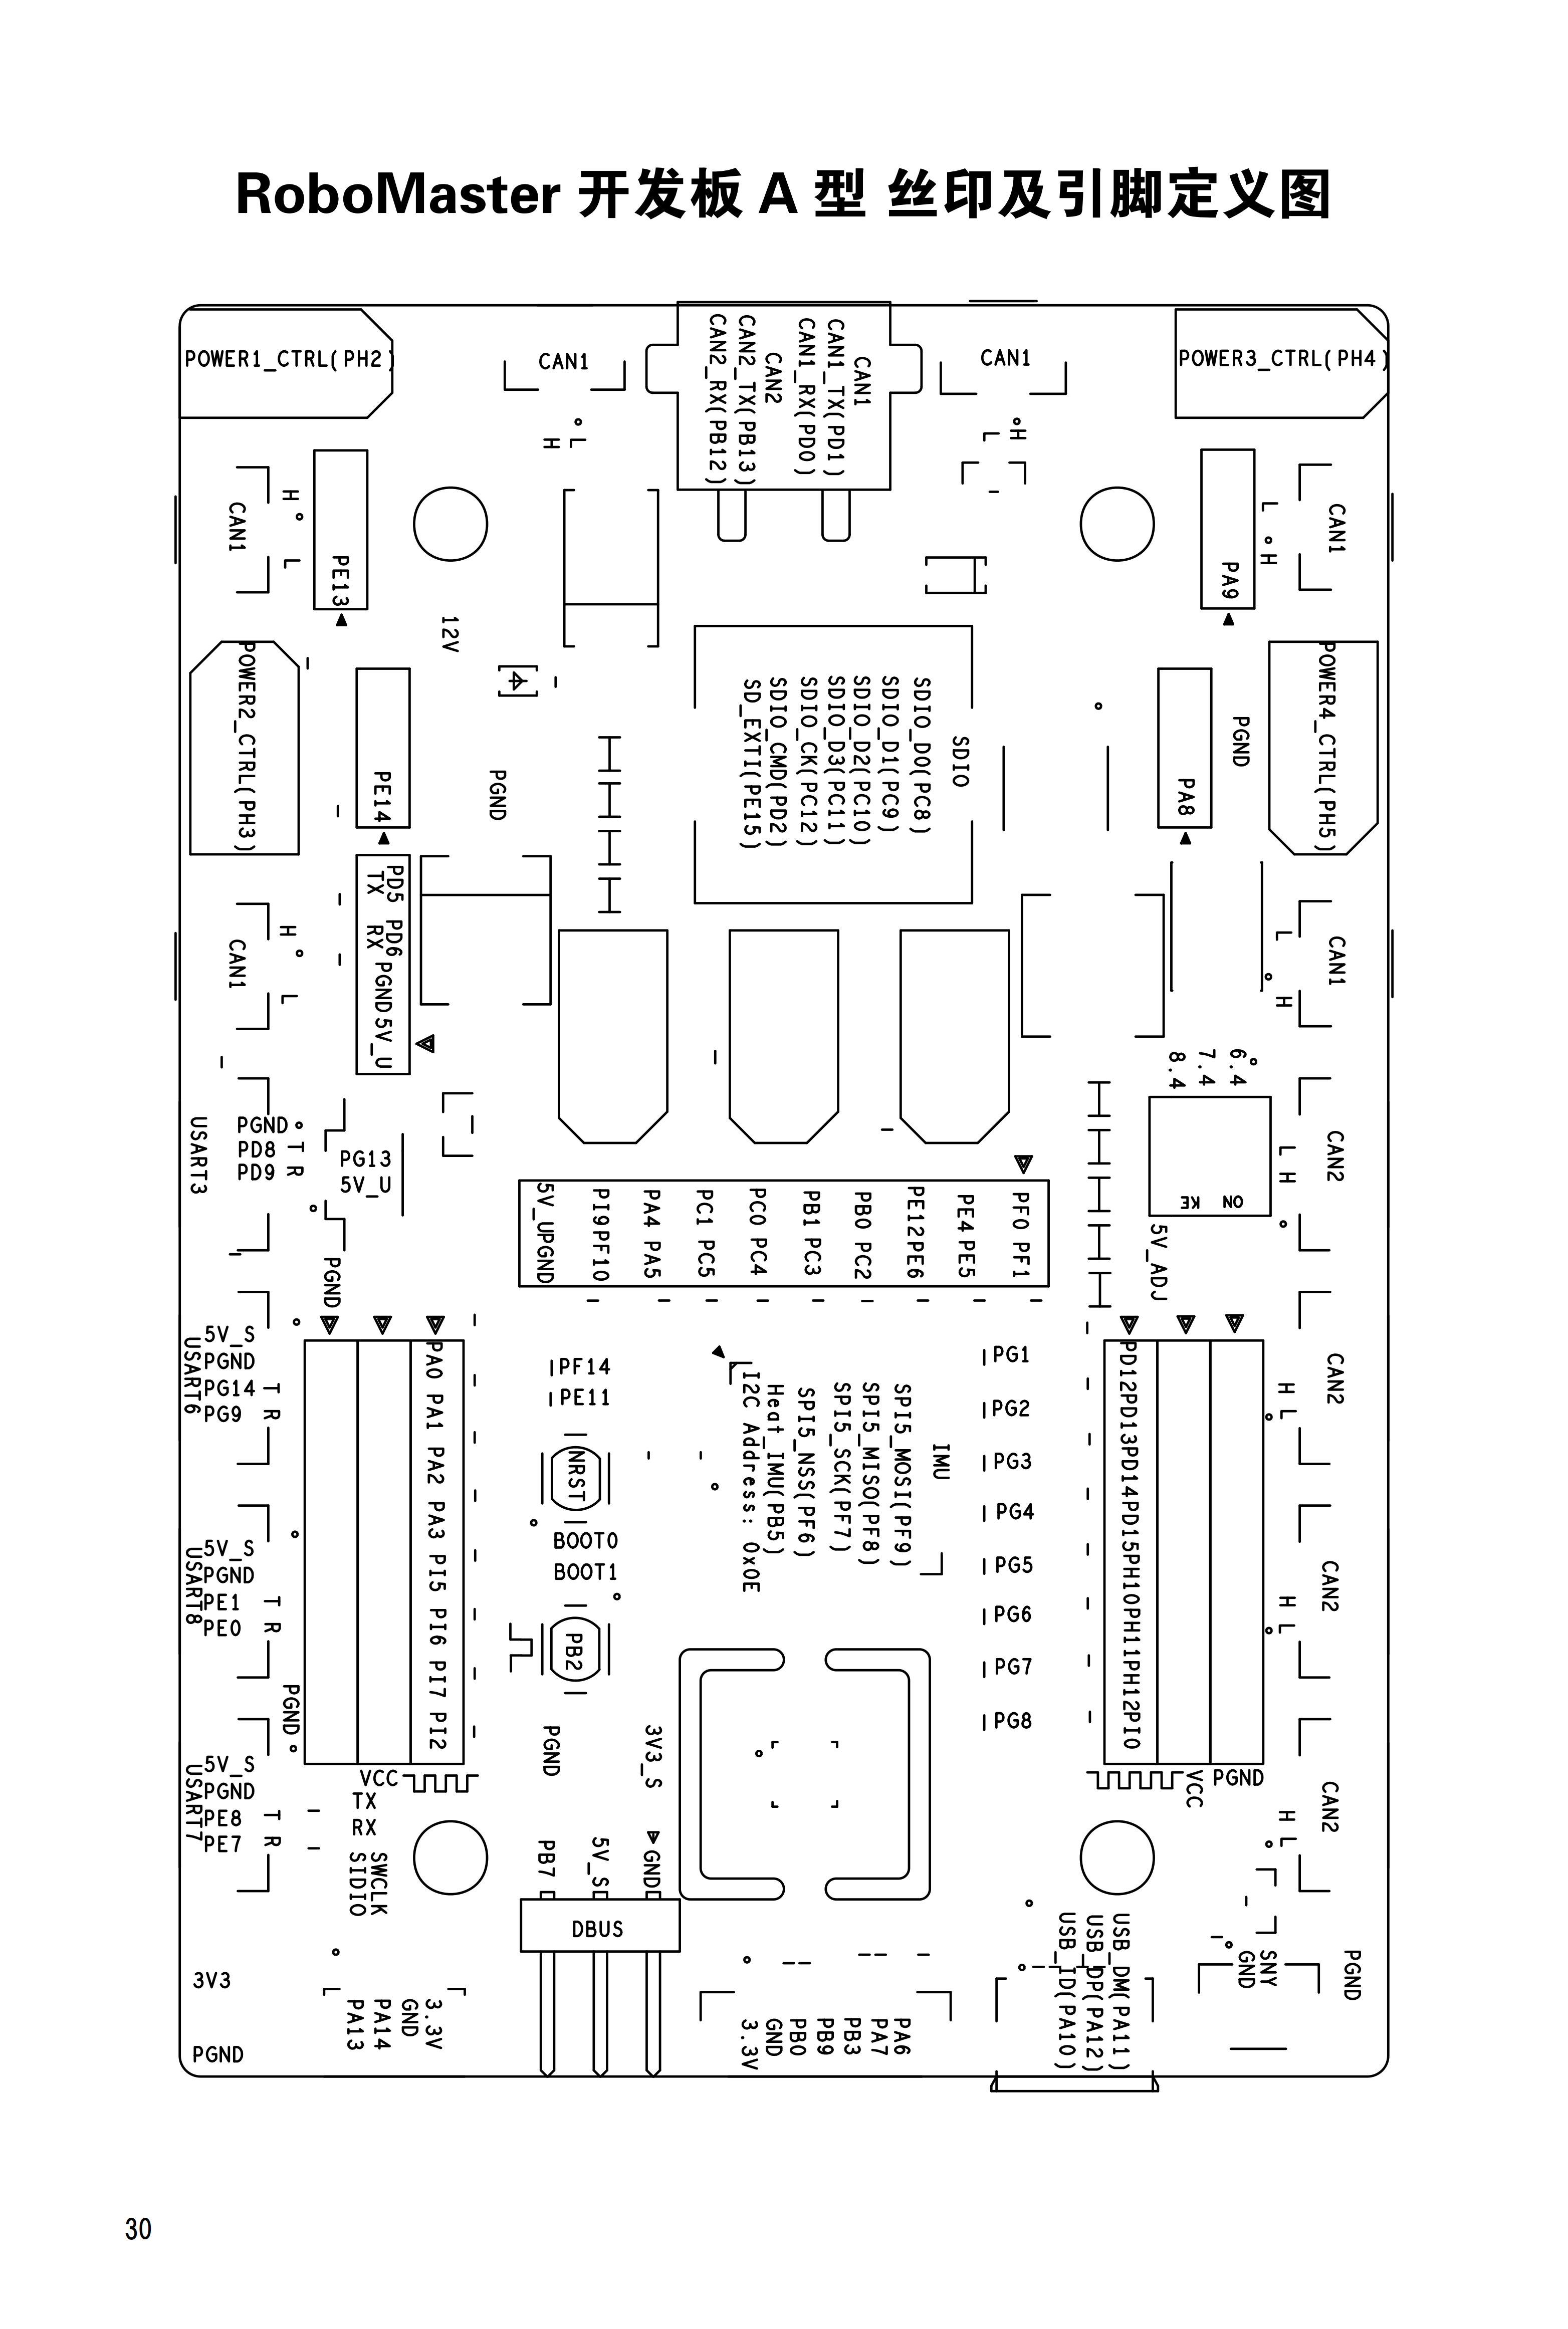 RoboMaster 开发板 A 型 丝印及引脚定义图
POWER1_CTRL(PH2)
CAN1
CAN2_RX(PB12)
CAN2_TX(PB13)
CAN2
CAN1_RX(PD0)
CAN1_TX(PD1)
CAN1
CAN1
POWER3_CTRL(PH4)
H
L
L
H
CAN1
H
L
PE13
PA9
L
H
CAN1
12V
POWER2_CTRL(PH3)
PE14
PGND
SD_EXTI(PE15)
SDIO_CMD(PD2)
SDIO_CK(PC12)
SDIO_D3(PC11)
SDIO_D2(PC10)
SDIO_D1(PC9)
SDIO_D0(PC8)
SDIO
PA8
PGND
POWER4_CTRL(PH5)
PD5 PD6 PGND 5V_U
TX RX
CAN1
H
L
L
H
CAN1
8.4
7.4
6.4
USART3
PGND
PD8 T
PD9 R
PG13
5V_U
PGND
ON KE
L
H
CAN2
5V_ADJ
5V_U PGND
PI9 PF10
PA4 PA5
PC1 PC5
PC0 PC4
PB1 PC3
PB0 PC2
PE12 PE6
PE4 PE5
PF0 PF1
USART6
5V_S
PGND
PG14 T
PG9 R
PA0 PA1 PA2 PA3 PI5 PI6 PI7 PI2
PF14
PE11
NRST
BOOT0
BOOT1
PB2
I2C Address: 0x0E
Heat_IMU(PB5)
SPI5_NSS(PF6)
SPI5_SCK(PF7)
SPI5_MISO(PF8)
SPI5_MOSI(PF9)
IMU
PG1
PG2
PG3
PG4
PG5
PG6
PG7
PG8
PD12 PD13 PD14 PD15 PH10 PH11 PH12 PI0
H
L
CAN2
USART8
5V_S
PGND
PE1 T
PE0 R
H
L
CAN2
PGND
USART7
5V_S
PGND
PE8 T
PE7 R
VCC
TX
RX
SIDIO
SWCLK
PGND
3V3_S
VCC
PGND
H
L
CAN2
PB7
5V_S
GND
DBUS
3V3
PGND
PA13
PA14
GND
3.3V
3.3V
GND
PB0
PB9
PB3
PA7
PA6
USB_ID(PA10)
USB_DP(PA12)
USB_DM(PA11)
GND
SNY
PGND
30